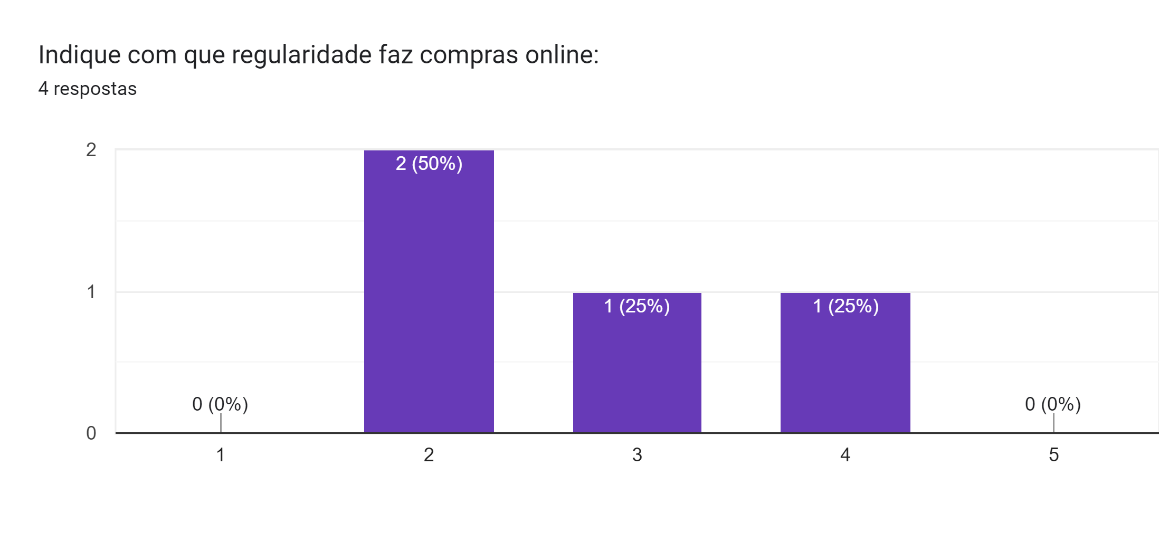 Indique com que regularidade faz compras online:
4 respostas
2
2 (50%)
1
1 (25%)
1 (25%)
0 (0%)
0 (0%)
0
1 2 3 4 5